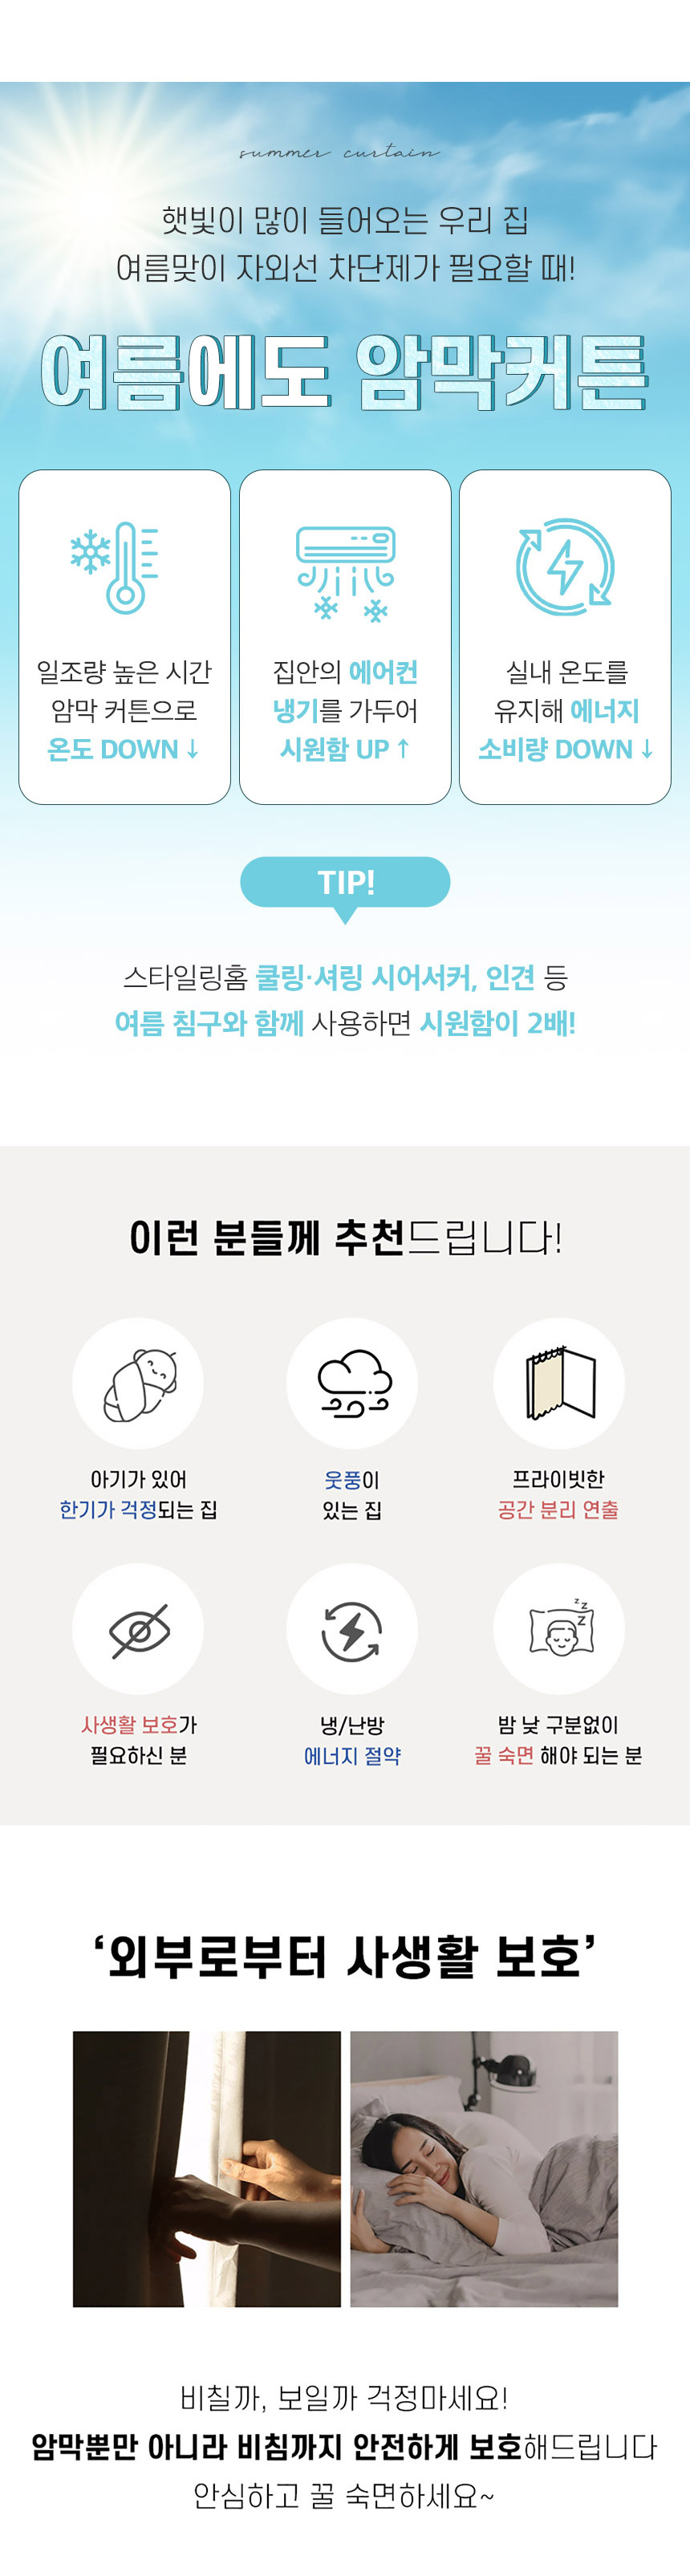 summer curtain
햇빛이 많이 들어오는 우리 집
여름맞이 자외선 차단제가 필요할 때!
여름에도 암막커튼
일조량 높은 시간
암막 커튼으로
온도 DOWN ↓
집안의 에어컨
냉기를 가두어
시원함 UP ↑
실내 온도를
유지해 에너지
소비량 DOWN ↓
TIP!
스타일링홈 쿨링·셔링 시어서커, 인견 등
여름 침구와 함께 사용하면 시원함이 2배!
이런 분들께 추천드립니다!
아기가 있어
한기가 걱정되는 집
웃풍이
있는 집
프라이빗한
공간 분리 연출
z z z
사생활 보호가
필요하신 분
냉/난방
에너지 절약
밤 낮 구분없이
꿀 숙면 해야 되는 분
‘외부로부터 사생활 보호’
비칠까, 보일까 걱정마세요!
암막뿐만 아니라 비침까지 안전하게 보호해드립니다
안심하고 꿀 숙면하세요~